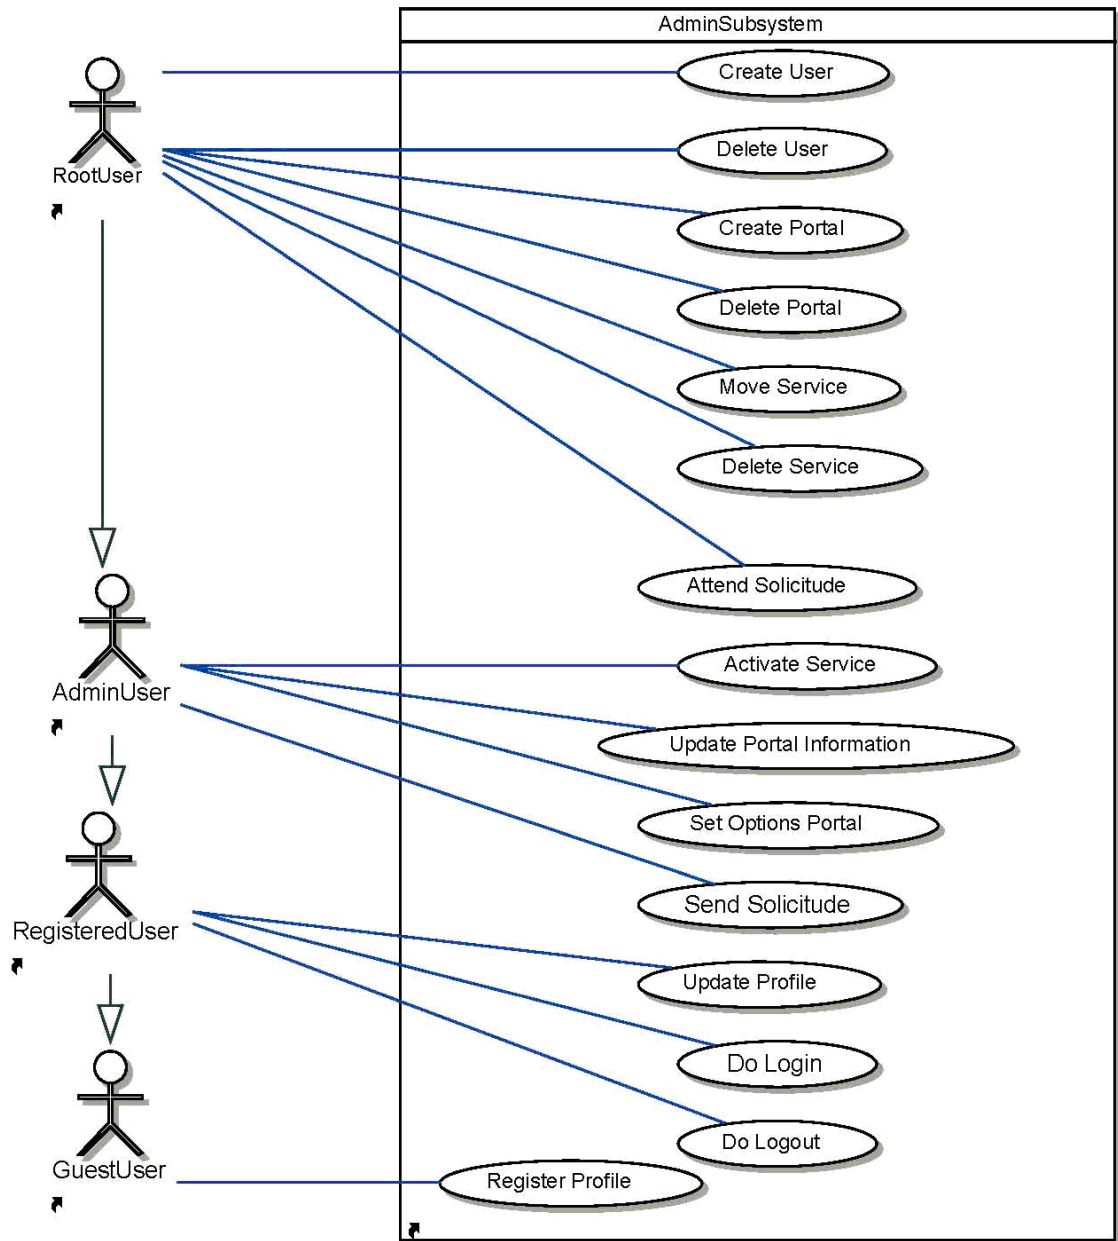 AdminSubsystem
Create User
Delete User
RootUser
Create Portal
Delete Portal
Move Service
Delete Service
Attend Solicitude
Activate Service
AdminUser
Update Portal Information
Set Options Portal
Send Solicitude
RegisteredUser
Update Profile
Do Login
Do Logout
GuestUser
Register Profile